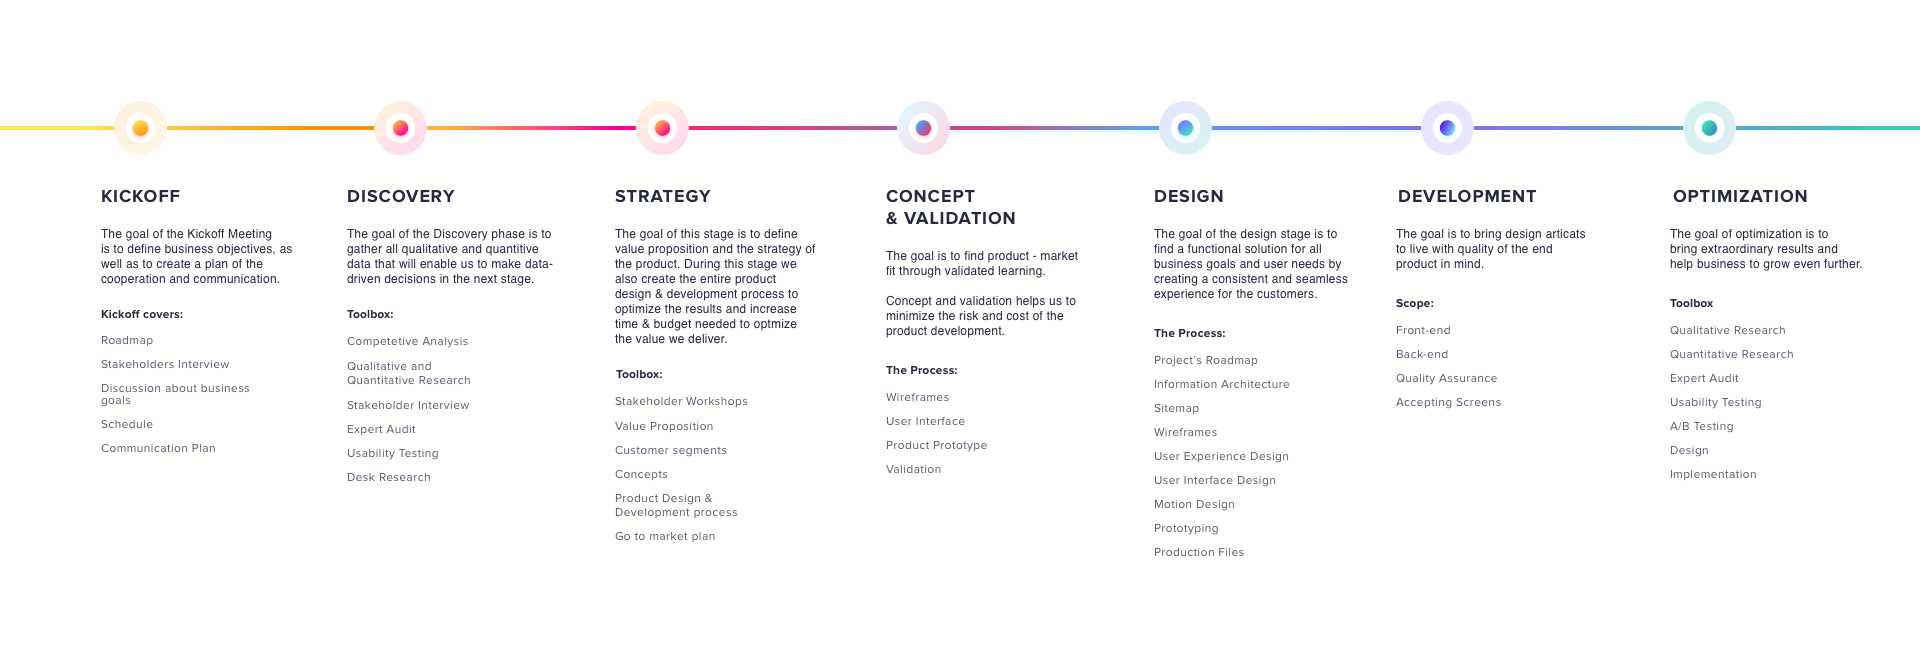 KICKOFF
The goal of the Kickoff Meeting
is to define business objectives, as
well as to create a plan of the
cooperation and communication.
Kickoff covers:
Roadmap
Stakeholders Interview
Discussion about business
goals
Schedule
Communication Plan
DISCOVERY
The goal of the Discovery phase is to
gather all qualitative and quantitive
data that will enable us to make data-
driven decisions in the next stage.
Toolbox:
Competetive Analysis
Qualitative and
Quantitative Research
Stakeholder Interview
Expert Audit
Usability Testing
Desk Research
STRATEGY
The goal of this stage is to define
value proposition and the strategy of
the product. During this stage we
also create the entire product
design & development process to
optimize the results and increase
time & budget needed to optmize
the value we deliver.
Toolbox:
Stakeholder Workshops
Value Proposition
Customer segments
Concepts
Product Design &
Development process
Go to market plan
CONCEPT
& VALIDATION
The goal is to find product - market
fit through validated learning.
Concept and validation helps us to
minimize the risk and cost of the
product development.
The Process:
Wireframes
User Interface
Product Prototype
Validation
DESIGN
The goal of the design stage is to
find a functional solution for all
business goals and user needs by
creating a consistent and seamless
experience for the customers.
The Process:
Project's Roadmap
Information Architecture
Sitemap
Wireframes
User Experience Design
User Interface Design
Motion Design
Prototyping
Production Files
DEVELOPMENT
The goal is to bring design articats
to live with quality of the end
product in mind.
Scope:
Front-end
Back-end
Quality Assurance
Accepting Screens
OPTIMIZATION
The goal of optimization is to
bring extraordinary results and
help business to grow even further.
Toolbox
Qualitative Research
Quantitative Research
Expert Audit
Usability Testing
A/B Testing
Design
Implementation